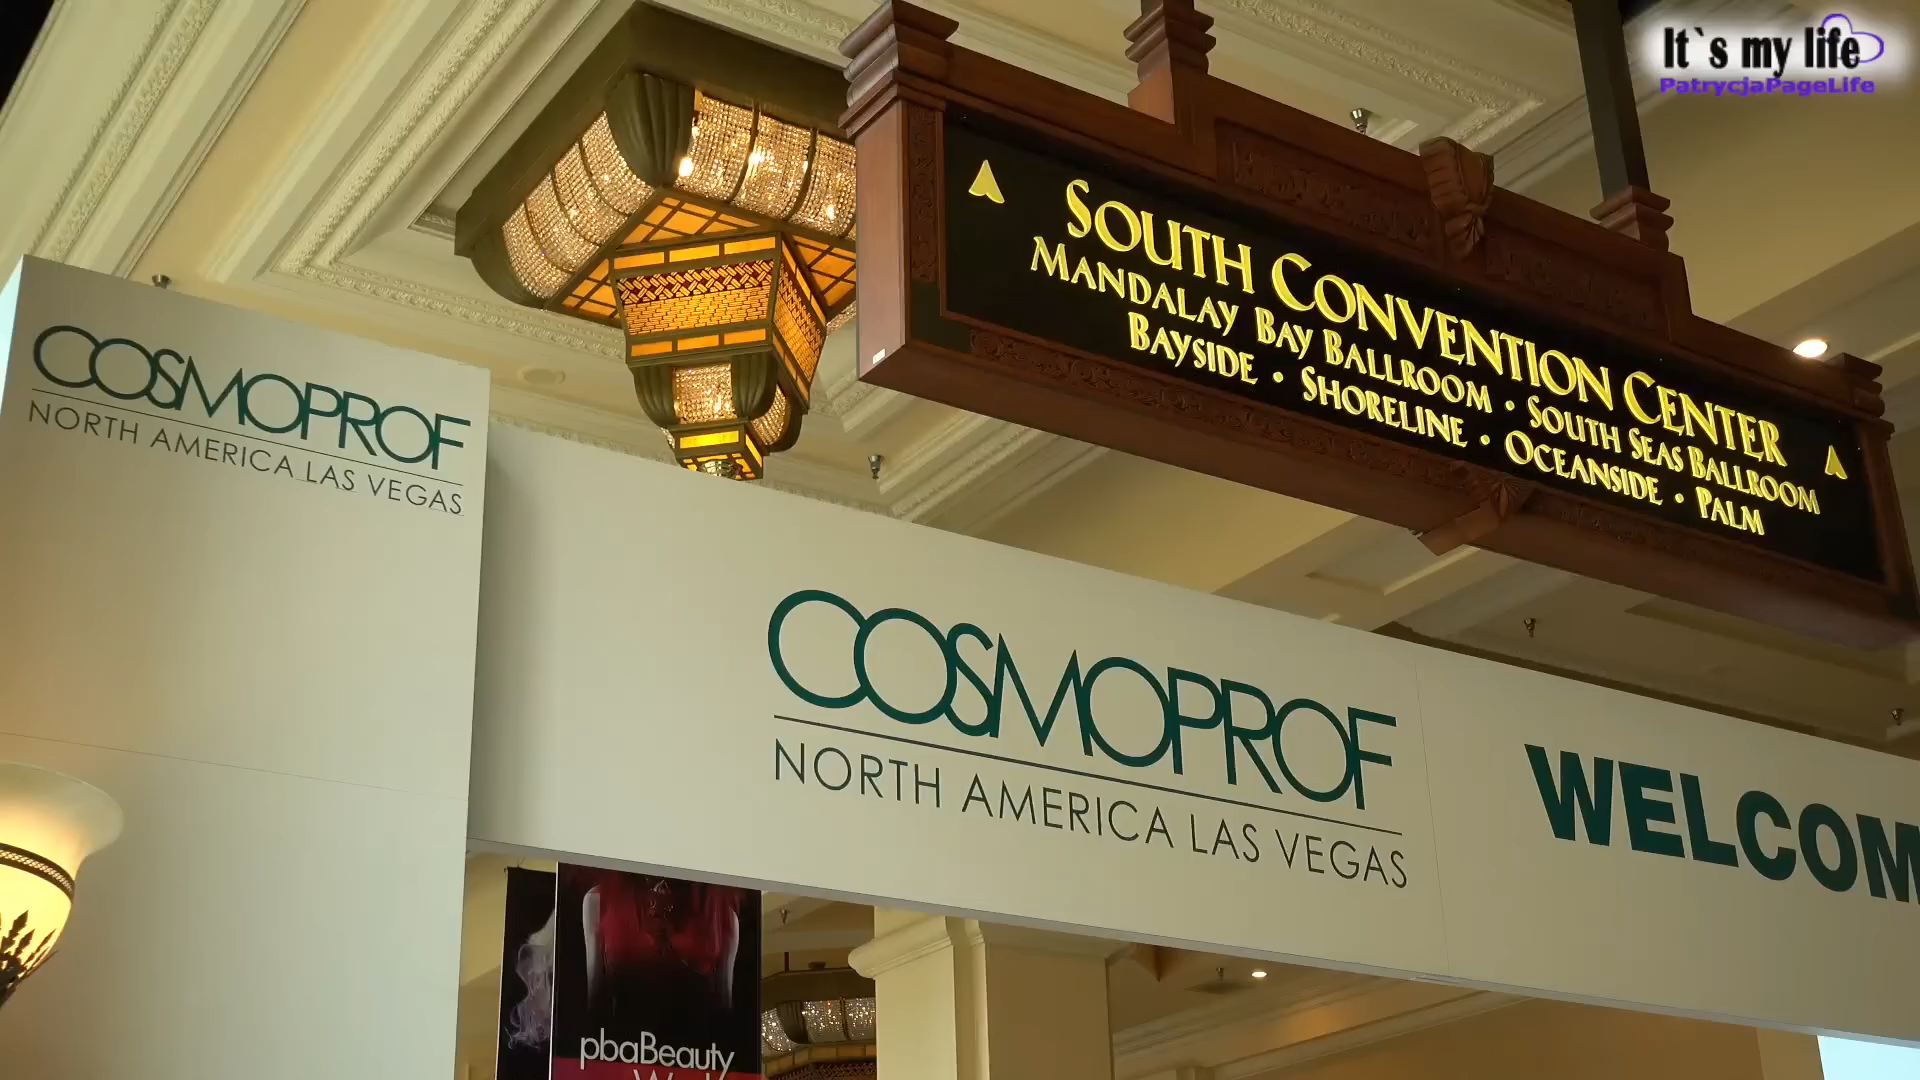 It`s my life
PatrycjaPageLife
SOUTH CONVENTION CENTER
MANDALAY BAY BALLROOM • SOUTH SEAS BALLROOM
BAYSIDE • SHORELINE • OCEANSIDE • PALM
COSMOPROF
NORTH AMERICA LAS VEGAS
COSMOPROF
NORTH AMERICA LAS VEGAS
WELCOM
pbaBeauty